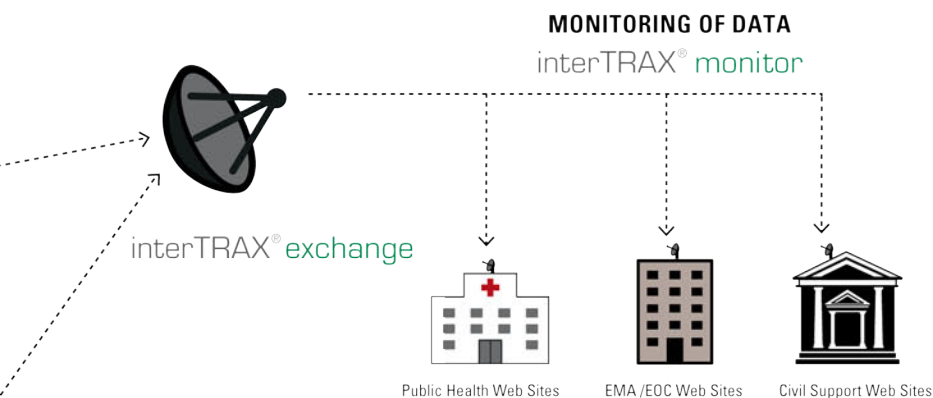 MONITORING OF DATA
interTRAX® monitor
interTRAX® exchange
Public Health Web Sites
EMA /EOC Web Sites
Civil Support Web Sites